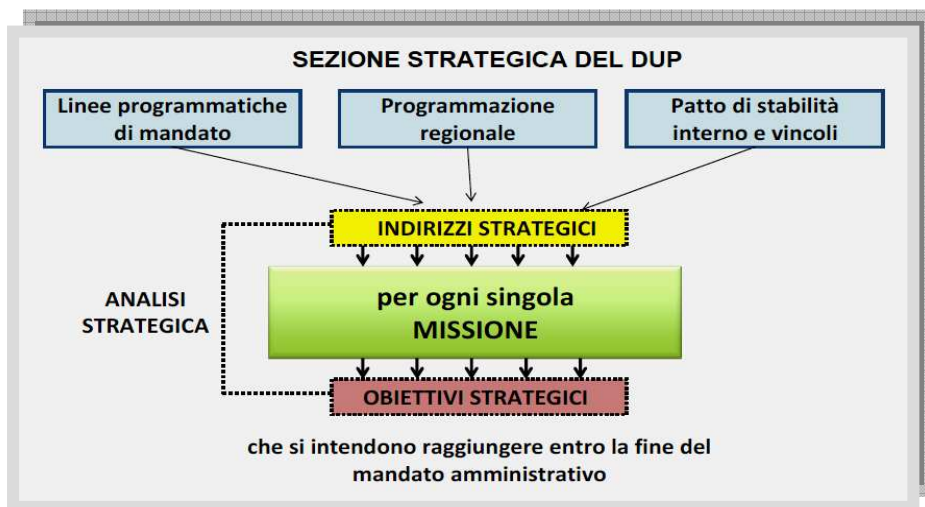 SEZIONE STRATEGICA DEL DUP
Linee programmatiche
di mandato
Programmazione
regionale
Patto di stabilità
interno e vincoli
INDIRIZZI STRATEGICI
per ogni singola
MISSIONE
ANALISI
STRATEGICA
OBIETTIVI STRATEGICI
che si intendono raggiungere entro la fine del
mandato amministrativo